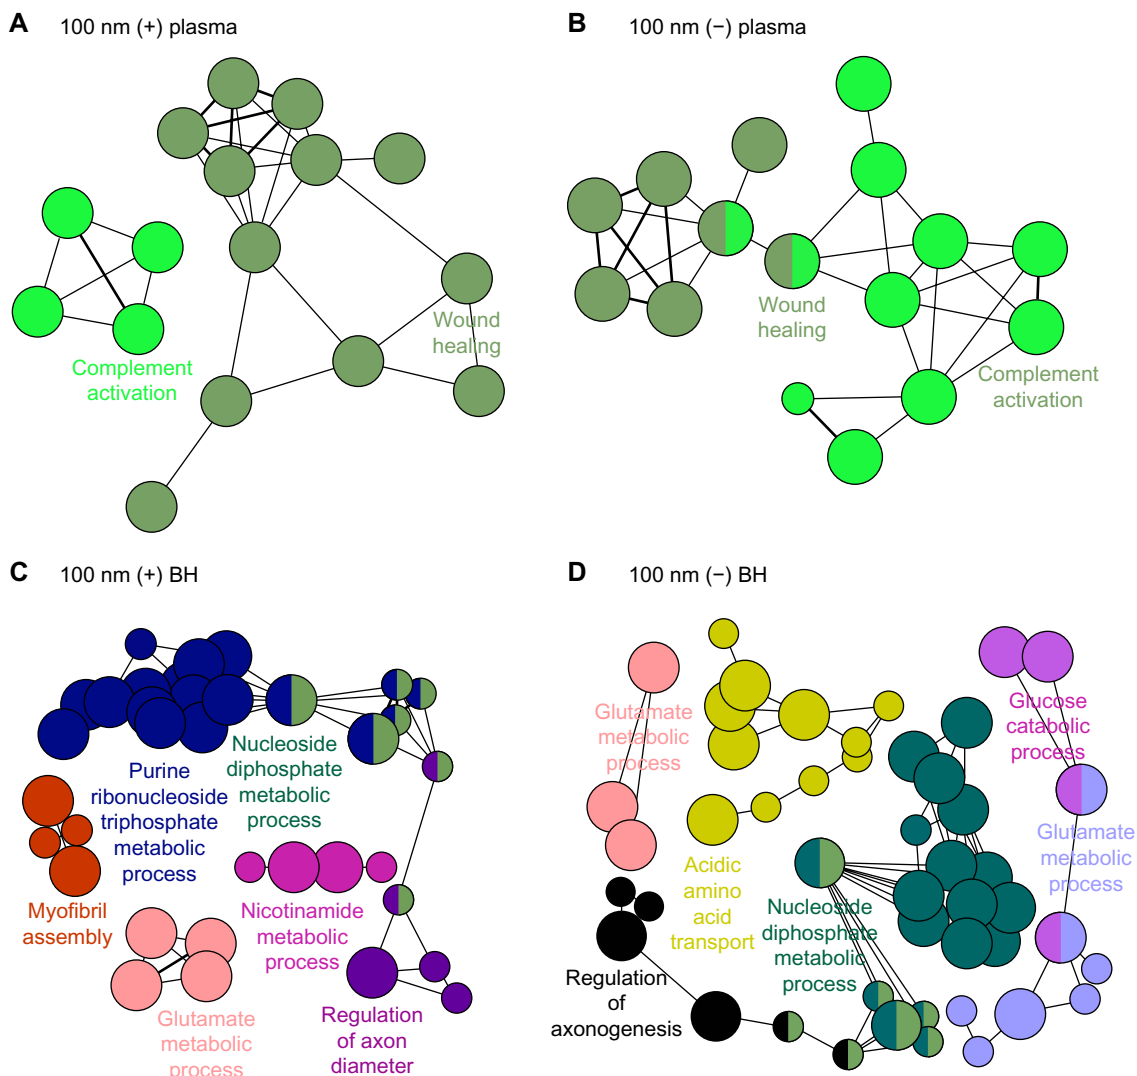 A 100 nm (+) plasma
B 100 nm (−) plasma
Complement
activation
Wound
healing
Wound
healing
Complement
activation
C 100 nm (+) BH
D 100 nm (−) BH
Purine
ribonucleoside
triphosphate
metabolic
process
Nucleoside
diphosphate
metabolic
process
Myofibril
assembly
Nicotinamide
metabolic
process
Glutamate
metabolic
process
Regulation
of axon
diameter
Glutamate
metabolic
process
Glucose
catabolic
process
Glutamate
metabolic
process
Acidic
amino
acid
transport
Nucleoside
diphosphate
metabolic
process
Regulation
of
axonogenesis